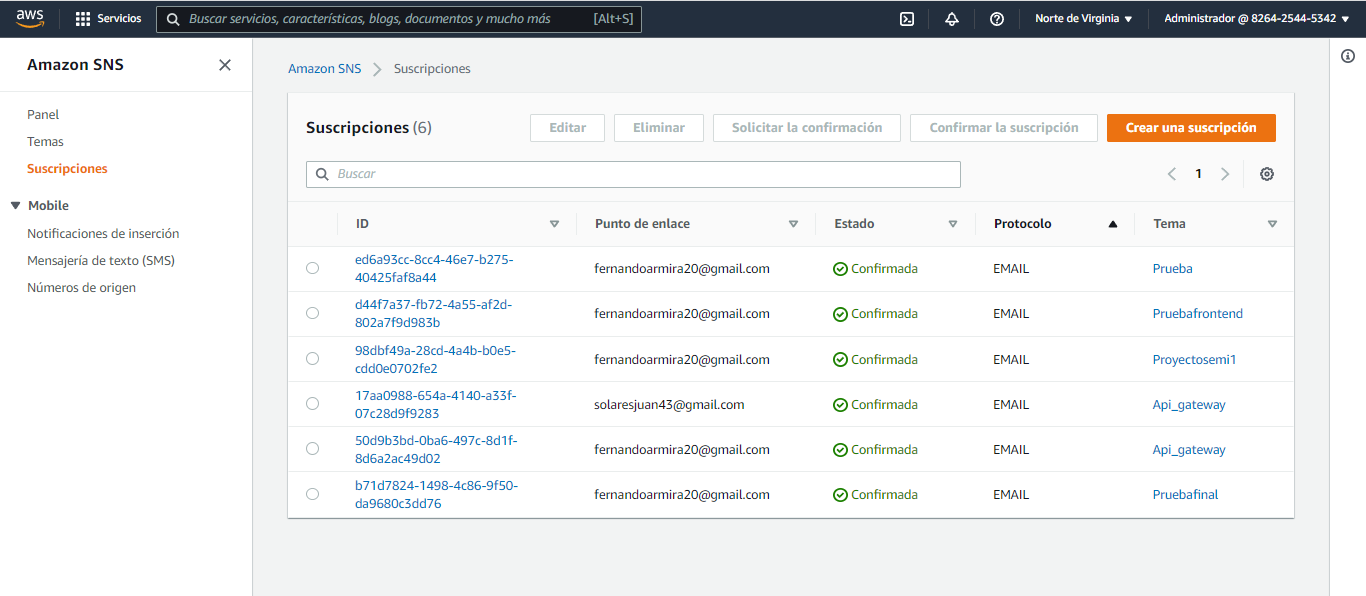 aws
Servicios
Buscar servicios, características, blogs, documentos y mucho más [Alt+S]
Norte de Virginia
Administrador @ 8264-2544-5342
Amazon SNS
Panel
Temas
Suscripciones
Mobile
Notificaciones de inserción
Mensajería de texto (SMS)
Números de origen
Amazon SNS > Suscripciones
Suscripciones (6)
Editar
Eliminar
Solicitar la confirmación
Confirmar la suscripción
Crear una suscripción
Buscar
1
ID Punto de enlace Estado Protocolo Tema
ed6a93cc-8cc4-46e7-b275-
40425faf8a44
fernandoarmira20@gmail.com Confirmada EMAIL Prueba
d44f7a37-fb72-4a55-af2d-
802a7f9d983b
fernandoarmira20@gmail.com Confirmada EMAIL Pruebafrontend
98dbf49a-28cd-4a4b-b0e5-
cdd0e0702fe2
fernandoarmira20@gmail.com Confirmada EMAIL Proyectosemi1
17aa0988-654a-4140-a33f-
07c28d9f9283
solaresjuan43@gmail.com Confirmada EMAIL Api_gateway
50d9b3bd-0ba6-497c-8d1f-
8d6a2ac49d02
fernandoarmira20@gmail.com Confirmada EMAIL Api_gateway
b71d7824-1498-4c86-9f50-
da9680c3dd76
fernandoarmira20@gmail.com Confirmada EMAIL Pruebafinal